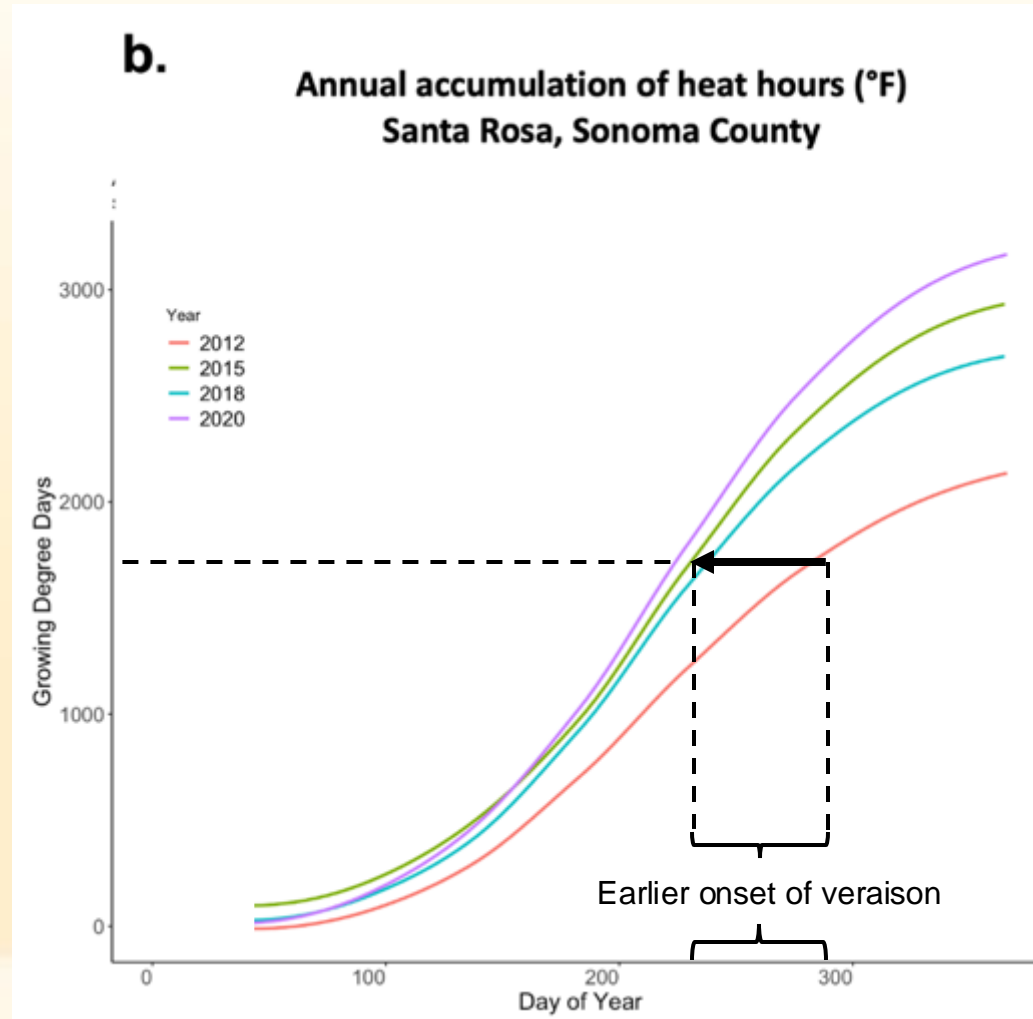 b.
Annual accumulation of heat hours (°F)
Santa Rosa, Sonoma County
3000
2000
1000
0
Growing Degree Days
Year
2012
2015
2018
2020
Earlier onset of veraison
0
100
200
300
Day of Year